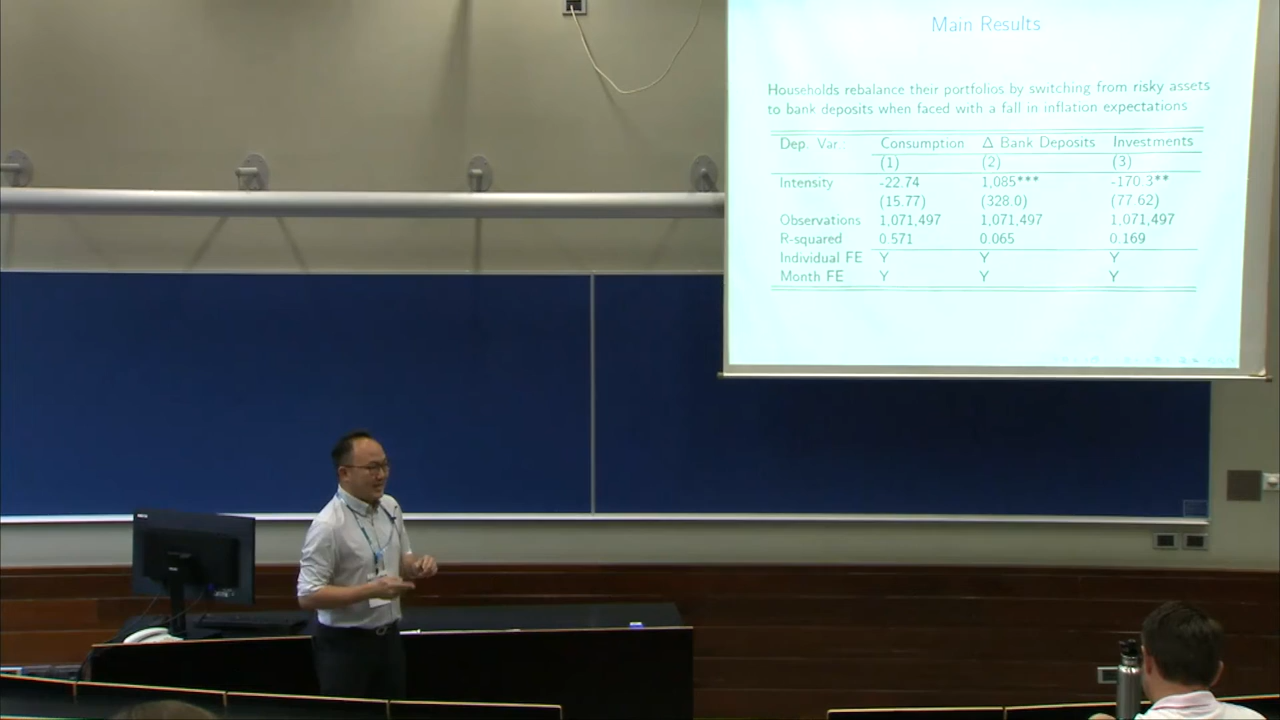 Main Results
Households rebalance their portfolios by switching from risky assets
to bank deposits when faced with a fall in inflation expectations
Dep. Var.: Consumption Δ Bank Deposits Investments
(1) (2) (3)
Intensity -22.74 1,085*** -170.3**
(15.77) (328.0) (77.62)
Observations 1,071,497 1,071,497 1,071,497
R-squared 0.571 0.065 0.169
Individual FE Y Y Y
Month FE Y Y Y